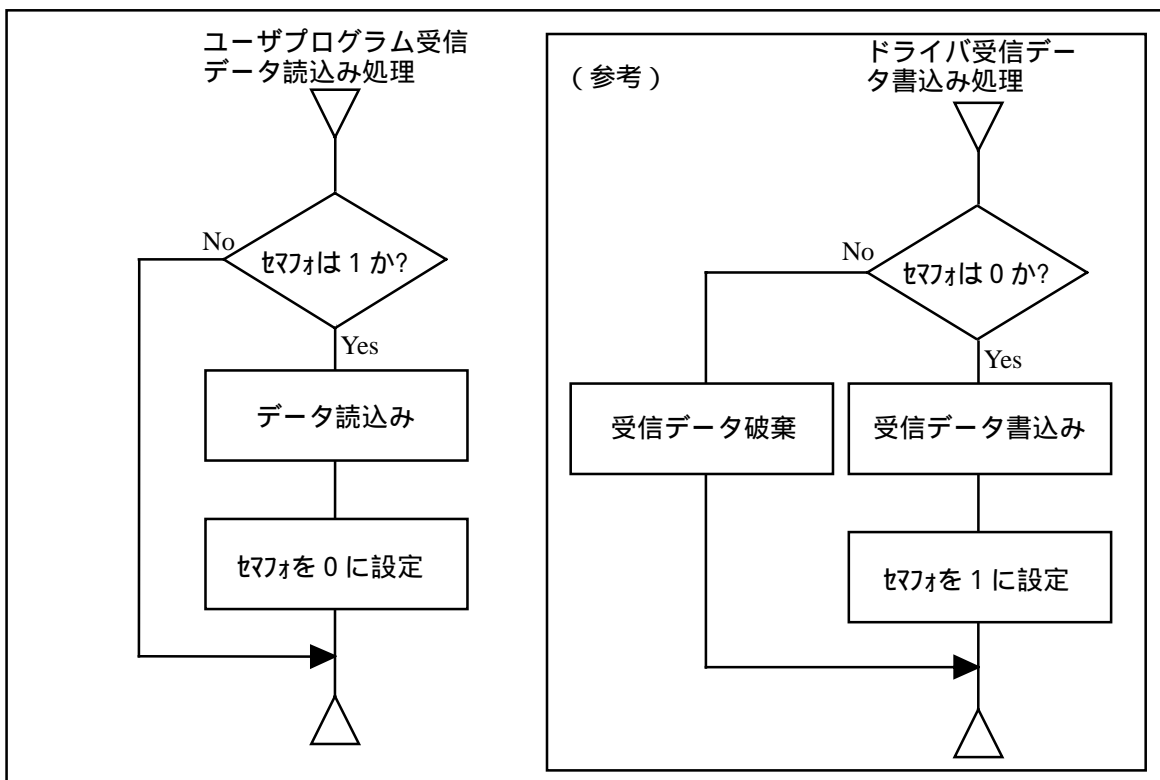 ユーザプログラム受信
データ読込み処理
No
ｾﾏﾌｫは 1 か?
Yes
データ読込み
ｾﾏﾌｫを 0 に設定
( 参考 )
ドライバ受信デー
タ書込み処理
No
ｾﾏﾌｫは 0 か?
Yes
受信データ破棄
受信データ書込み
ｾﾏﾌｫを 1 に設定